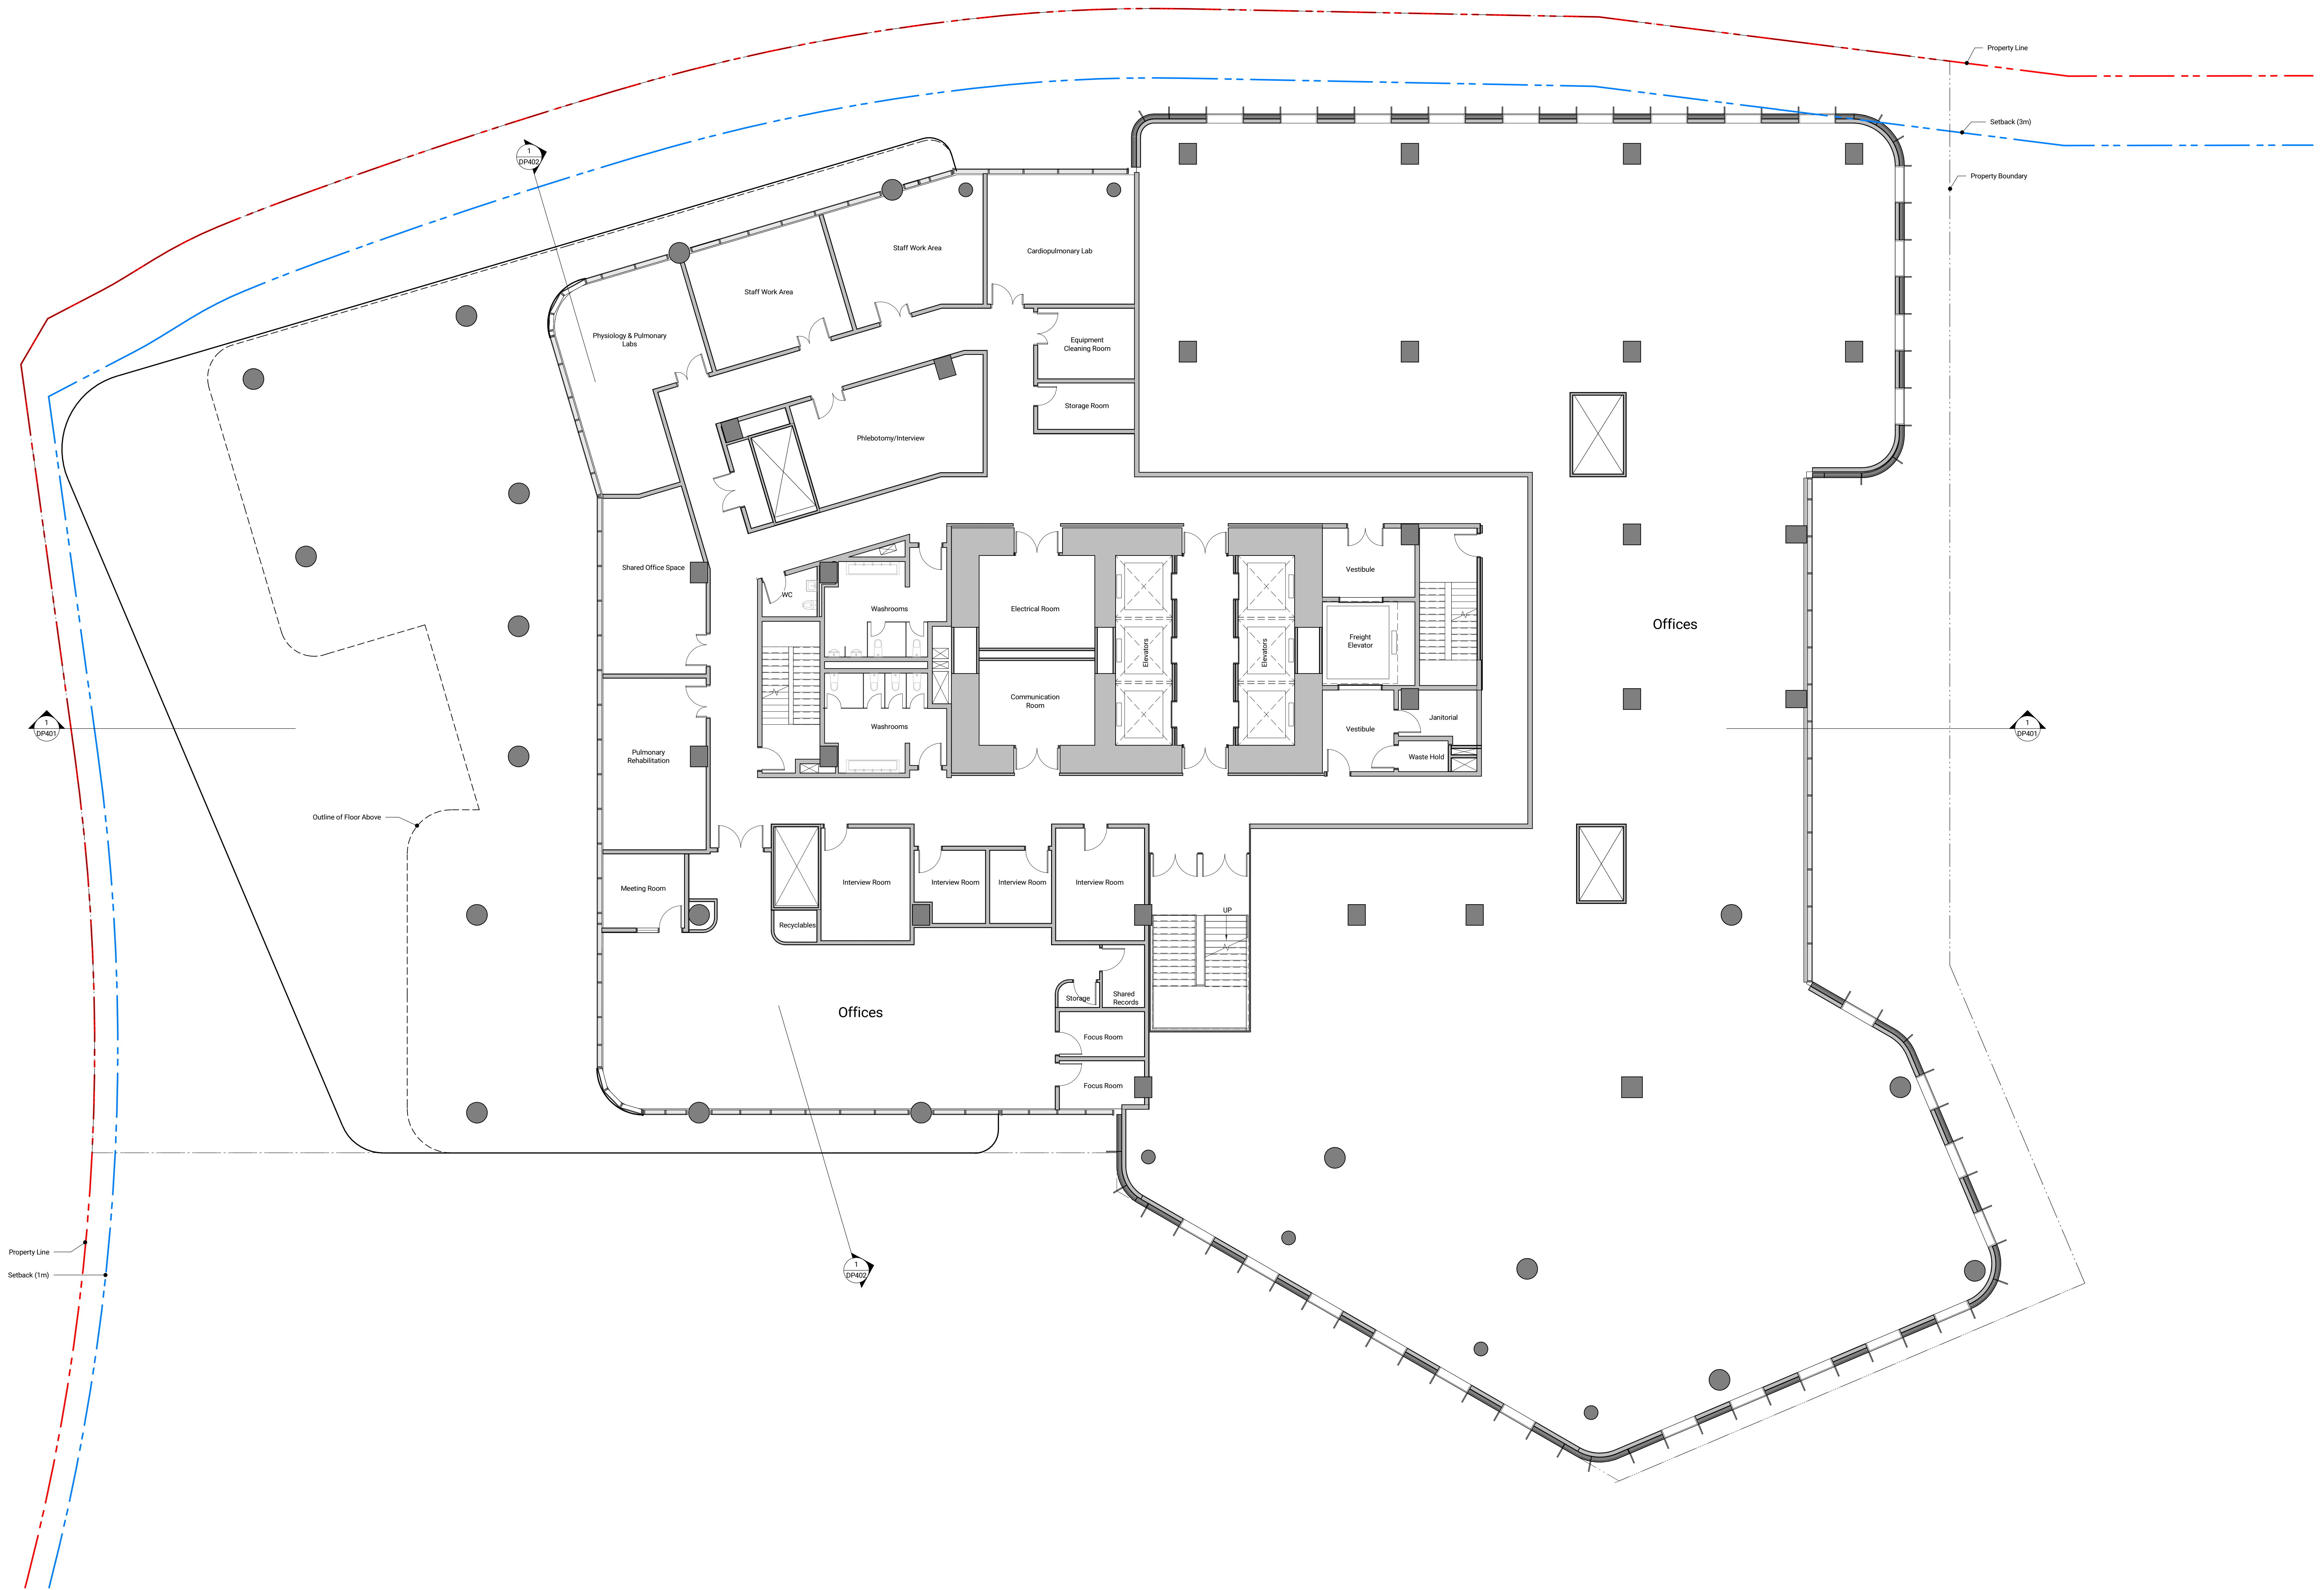 Property Line
Setback (3m)
1
DP402
Property Boundary
Staff Work Area
Cardiopulmonary Lab
Staff Work Area
Physiology & Pulmonary
Labs
Equipment
Cleaning Room
Storage Room
Phlebotomy/Interview
Shared Office Space
Vestibule
WC
Washrooms
Electrical Room
Elevators
Elevators
Freight
Elevator
Offices
Communication
Room
Janitorial
1
DP401
Washrooms
Vestibule
1
DP401
Pulmonary
Rehabilitation
Waste Hold
Outline of Floor Above
Meeting Room
Interview Room
Interview Room
Interview Room
Interview Room
Recyclables
UP
Storage
Shared
Records
Offices
Focus Room
Focus Room
Property Line
Setback (1m)
1
DP402